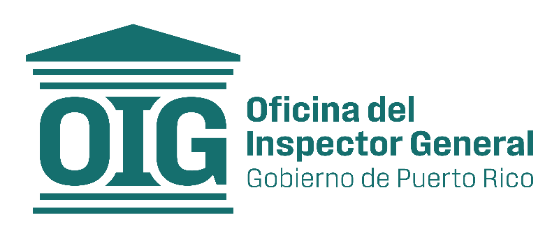 OIG
Oficina del
Inspector General
Gobierno de Puerto Rico